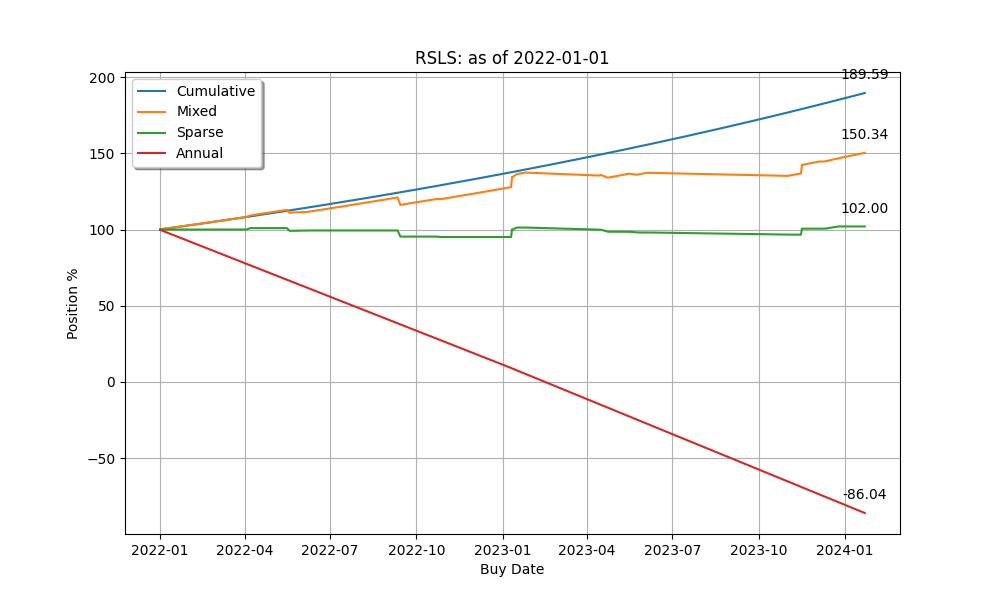 RSLS: as of 2022-01-01
Cumulative
Mixed
Sparse
Annual
189.59
150.34
102.00
-86.04
200
150
100
50
0
−50
Position %
2022-01 2022-04 2022-07 2022-10 2023-01 2023-04 2023-07 2023-10 2024-01
Buy Date